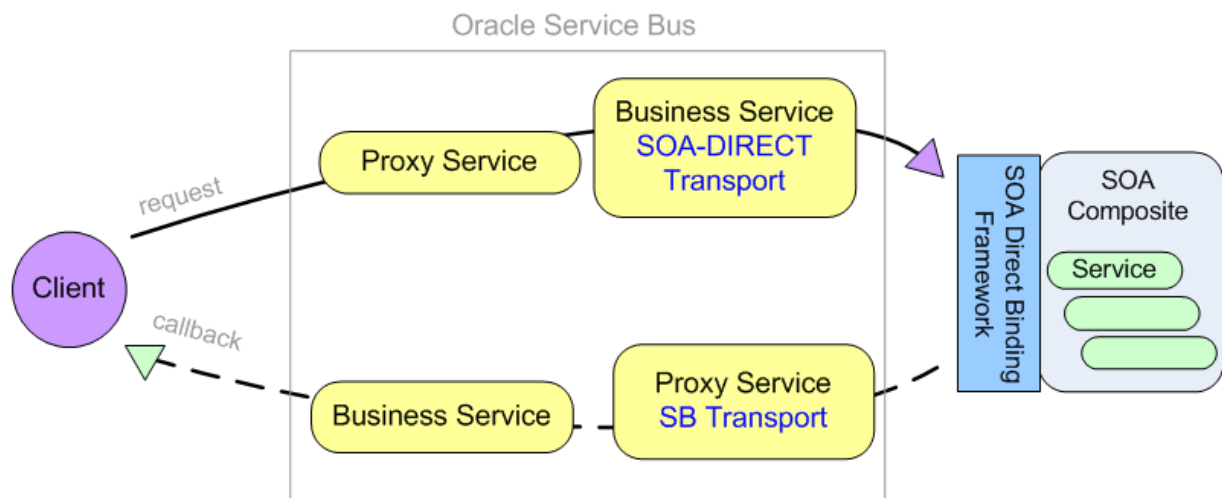 Oracle Service Bus
Business Service
SOA-DIRECT
Transport
Proxy Service
request
Client
callback
Business Service
Proxy Service
SB Transport
SOA Direct Binding
Framework
SOA
Composite
Service